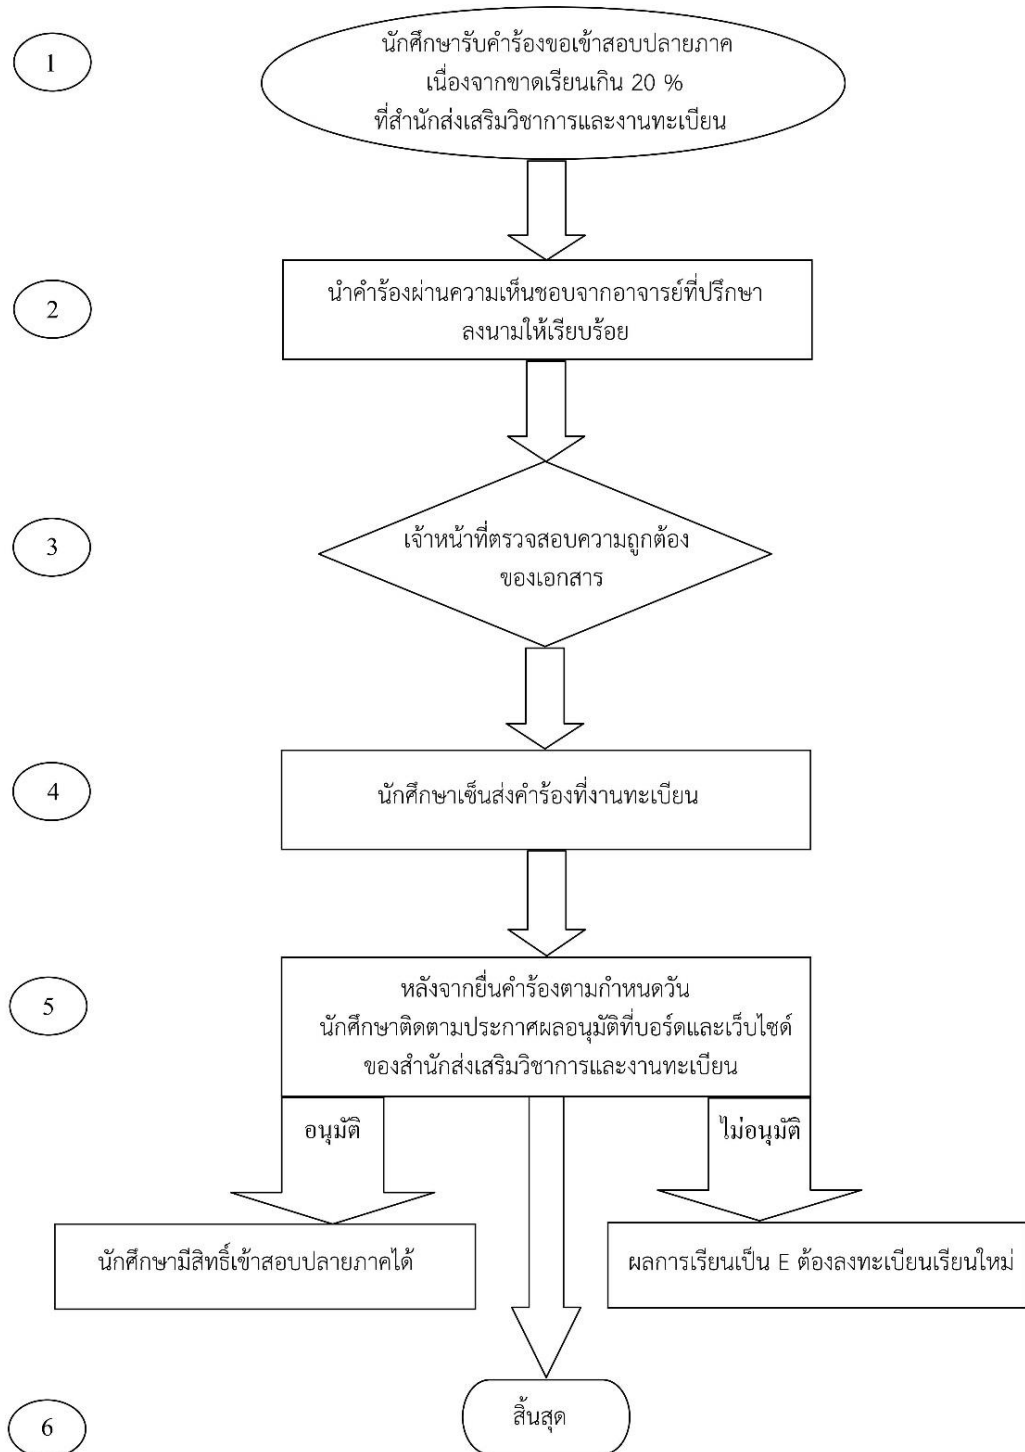 1
นักศึกษารับคำร้องขอเข้าสอบปลายภาค
เนื่องจากขาดเรียนเกิน 20 %
ที่สำนักส่งเสริมวิชาการและงานทะเบียน
2
นำคำร้องผ่านความเห็นชอบจากอาจารย์ที่ปรึกษา
ลงนามให้เรียบร้อย
3
เจ้าหน้าที่ตรวจสอบความถูกต้อง
ของเอกสาร
4
นักศึกษาเซ็นส่งคำร้องที่งานทะเบียน
5
หลังจากยื่นคำร้องตามกำหนดวัน
นักศึกษาติดตามประกาศผลอนุมัติที่บอร์ดและเว็บไซด์
ของสำนักส่งเสริมวิชาการและงานทะเบียน
อนุมัติ
ไม่อนุมัติ
นักศึกษามีสิทธิ์เข้าสอบปลายภาคได้
ผลการเรียนเป็น E ต้องลงทะเบียนเรียนใหม่
6
สิ้นสุด